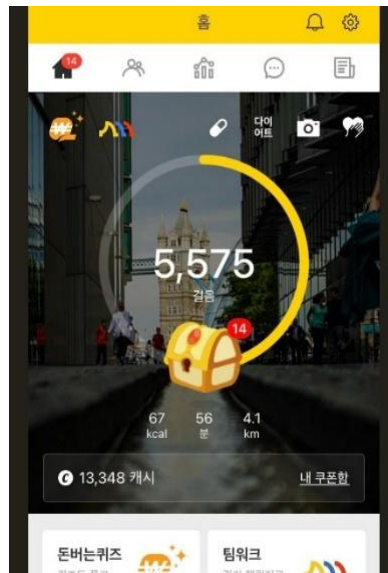 홈
14
다이
어트
5,575
걸음
14
67
56
4.1
kcal
분
km
13,348 캐시
내 쿠폰함
돈버는퀴즈
팀워크